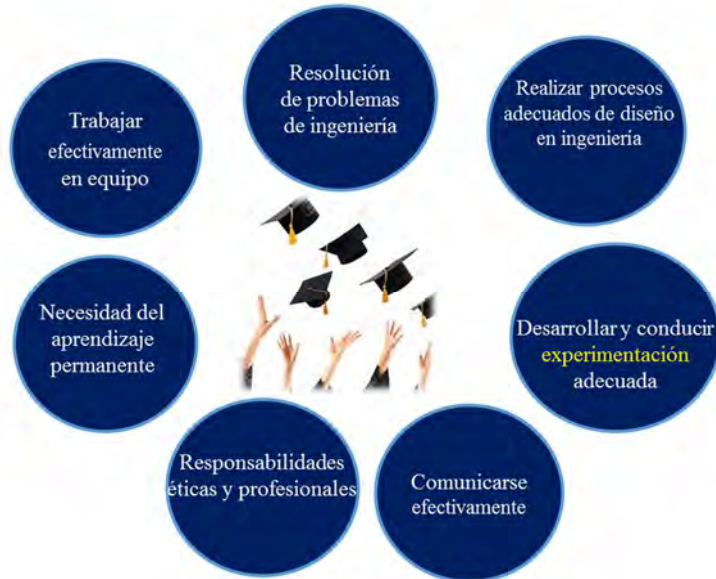 Resolución
de problemas
de ingeniería
Realizar procesos
adecuados de diseño
en ingeniería
Desarrollar y conducir
experimentación
adecuada
Comunicarse
efectivamente
Responsabilidades
éticas y profesionales
Necesidad del
aprendizaje
permanente
Trabajar
efectivamente
en equipo